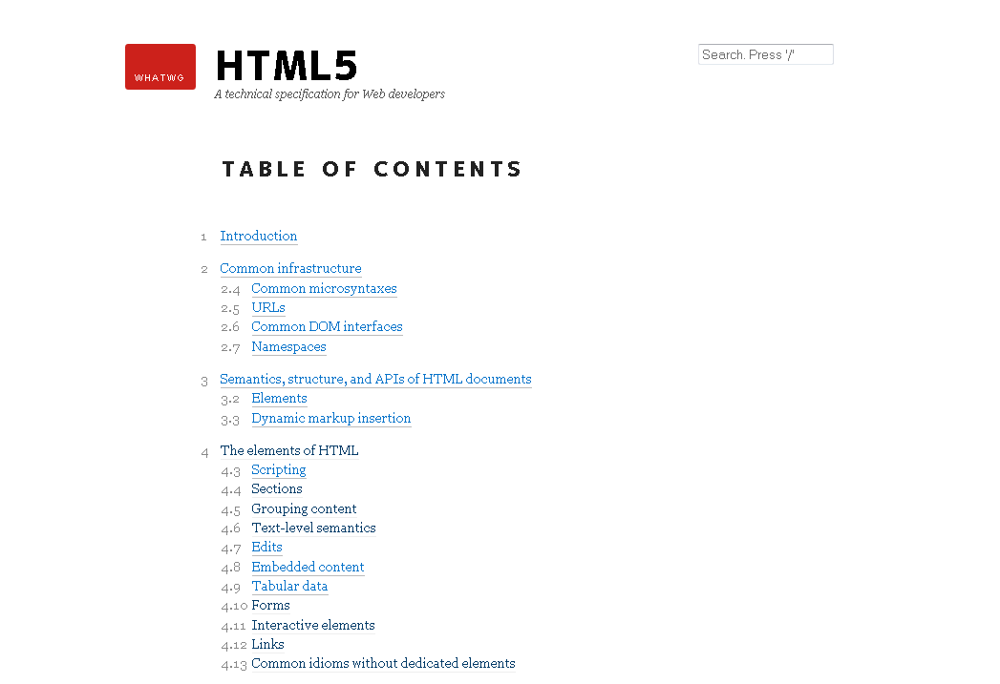 WHATWG
HTML5
Search. Press '/'
A technical specification for Web developers
TABLE OF CONTENTS
1 Introduction
2 Common infrastructure
2.4 Common microsyntaxes
2.5 URLs
2.6 Common DOM interfaces
2.7 Namespaces
3 Semantics, structure, and APIs of HTML documents
3.2 Elements
3.3 Dynamic markup insertion
4 The elements of HTML
4.3 Scripting
4.4 Sections
4.5 Grouping content
4.6 Text-level semantics
4.7 Edits
4.8 Embedded content
4.9 Tabular data
4.10 Forms
4.11 Interactive elements
4.12 Links
4.13 Common idioms without dedicated elements